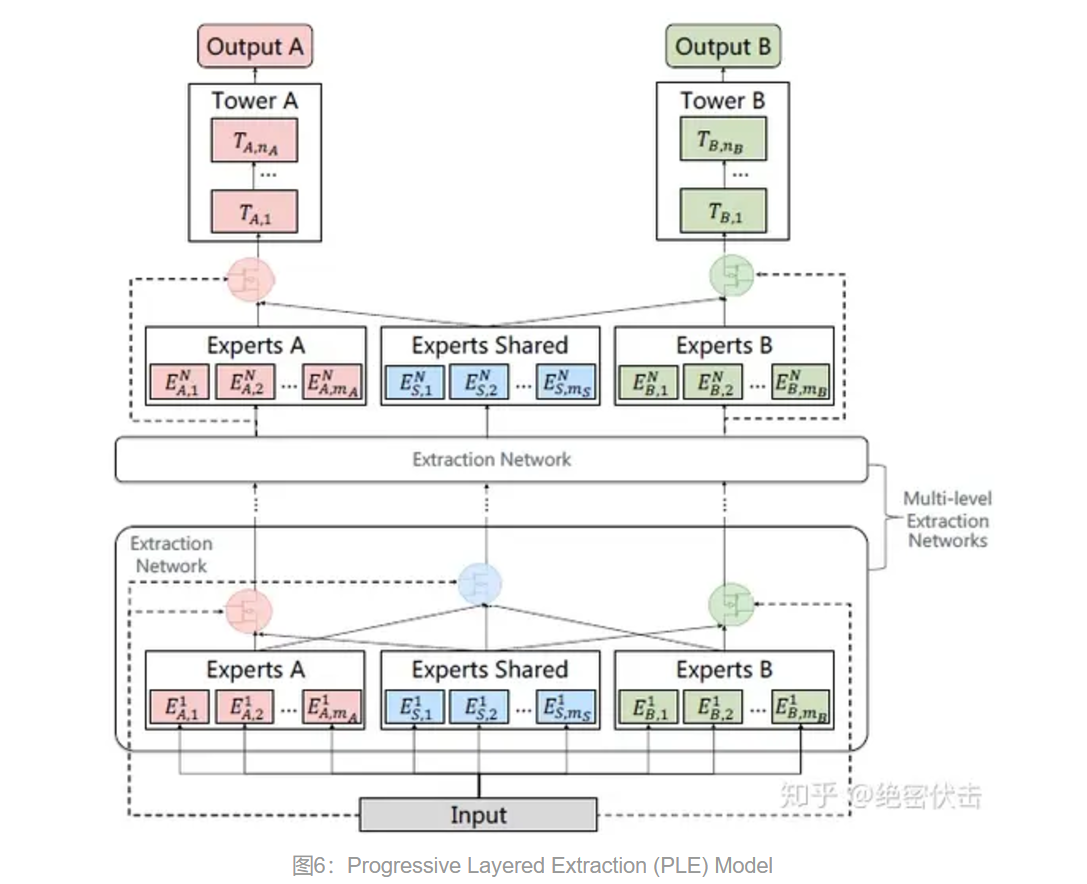 Output A
Output B
Tower A
Tower B
T_{A,n_A}
T_{B,n_B}
...
...
T_{A,1}
T_{B,1}
Experts A
Experts Shared
Experts B
E^N_{A,1} E^N_{A,2} ... E^N_{A,m_A}
E^N_{S,1} E^N_{S,2} ... E^N_{S,m_S}
E^N_{B,1} E^N_{B,2} ... E^N_{B,m_B}
Extraction Network
Multi-level
Extraction
Networks
Extraction
Network
Experts A
Experts Shared
Experts B
E^1_{A,1} E^1_{A,2} ... E^1_{A,m_A}
E^1_{S,1} E^1_{S,2} ... E^1_{S,m_S}
E^1_{B,1} E^1_{B,2} ... E^1_{B,m_B}
Input
知乎 @绝密伏击
图6：Progressive Layered Extraction (PLE) Model